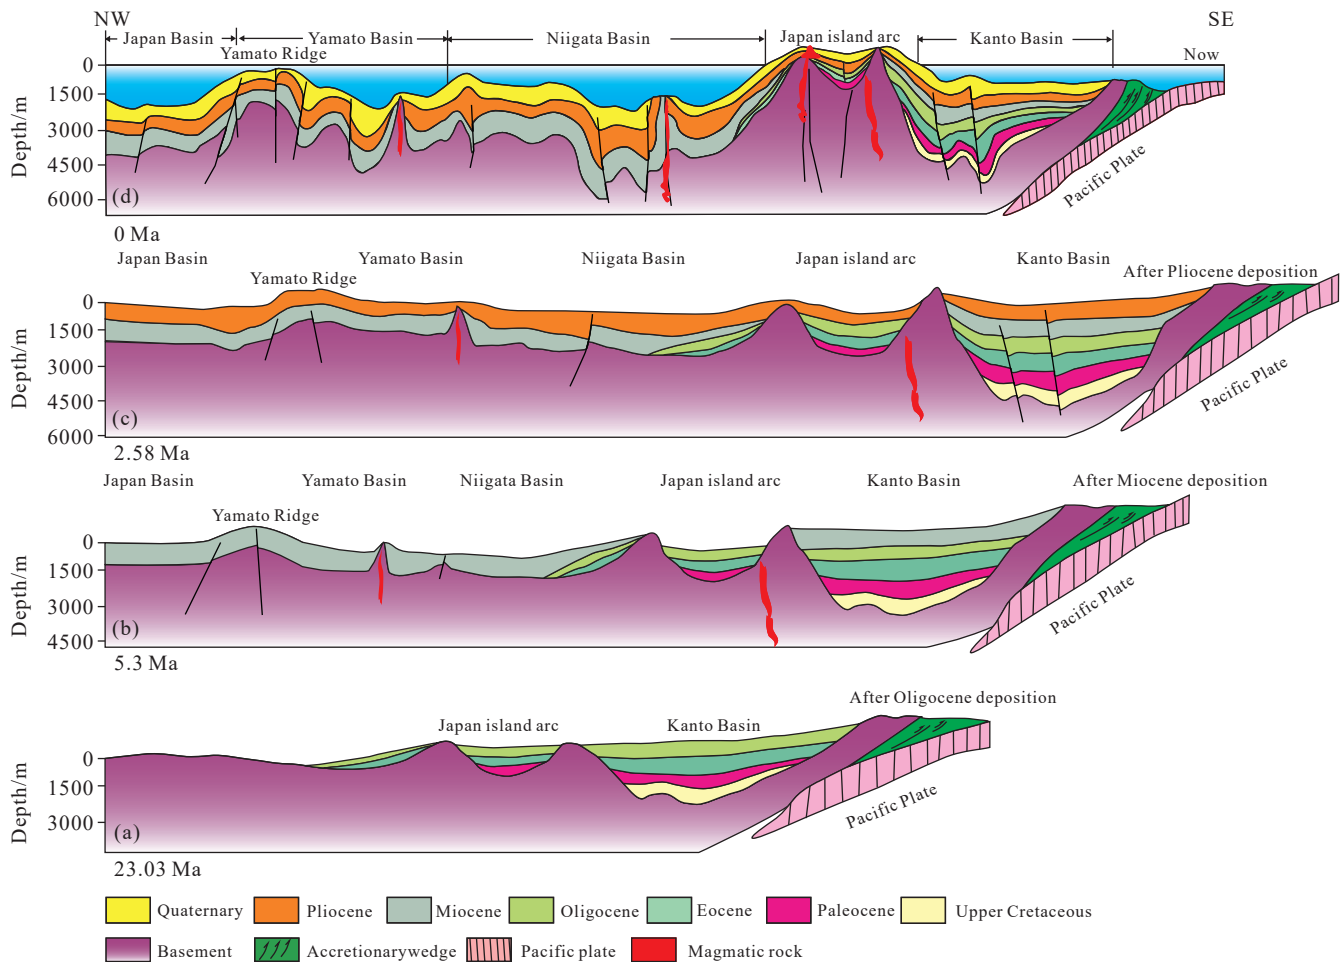 NW
SE
Japan Basin
Yamato Ridge
Yamato Basin
Niigata Basin
Japan island arc
Kanto Basin
Now
Depth/m
0
1500
3000
4500
6000
(d)
Pacific Plate
0 Ma
Japan Basin
Yamato Ridge
Yamato Basin
Niigata Basin
Japan island arc
Kanto Basin
After Pliocene deposition
Depth/m
0
1500
3000
4500
6000
(c)
Pacific Plate
2.58 Ma
Japan Basin
Yamato Ridge
Yamato Basin
Niigata Basin
Japan island arc
Kanto Basin
After Miocene deposition
Depth/m
0
1500
3000
4500
(b)
Pacific Plate
5.3 Ma
Japan island arc
Kanto Basin
After Oligocene deposition
Depth/m
0
1500
3000
(a)
Pacific Plate
23.03 Ma
Quaternary
Pliocene
Miocene
Oligocene
Eocene
Paleocene
Upper Cretaceous
Basement
Accretionarywedge
Pacific plate
Magmatic rock